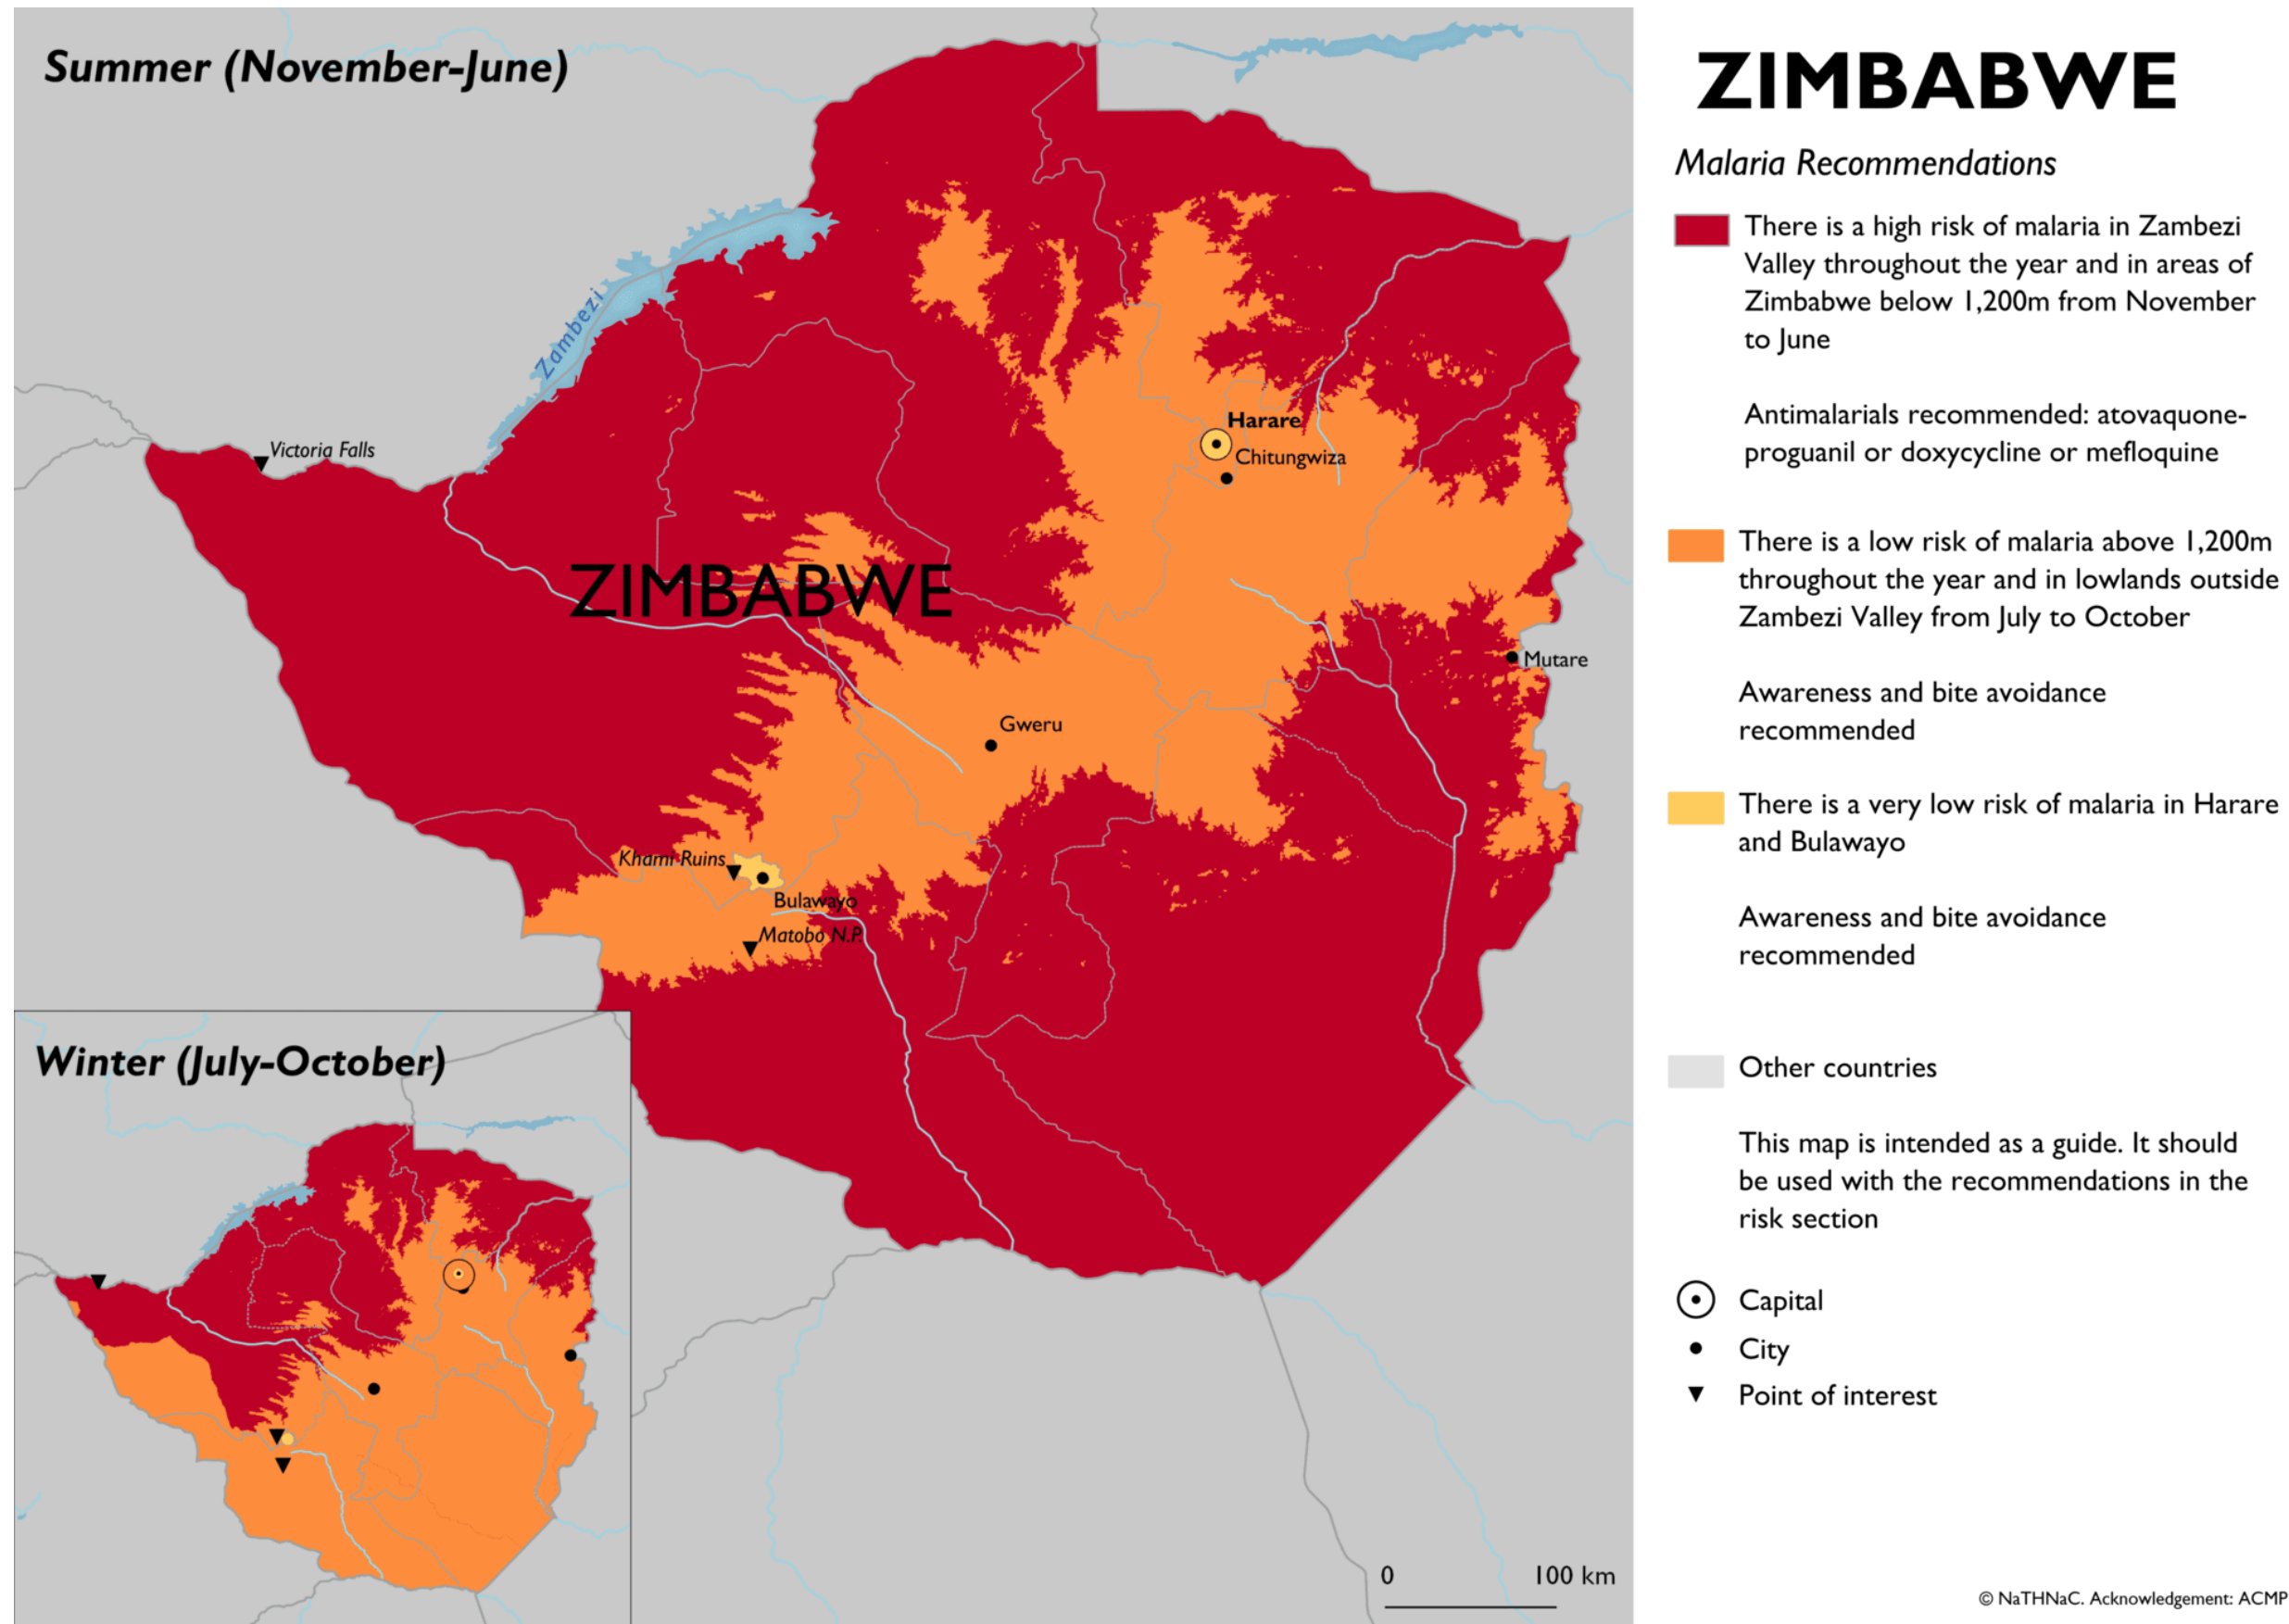 Summer (November-June)
Zambezi
Victoria Falls
Harare
Chitungwiza
ZIMBABWE
Mutare
Gweru
Khami Ruins
Bulawayo
Matobo N.P.
Winter (July-October)
0 100 km
ZIMBABWE
Malaria Recommendations
There is a high risk of malaria in Zambezi
Valley throughout the year and in areas of
Zimbabwe below 1,200m from November
to June
Antimalarials recommended: atovaquone-
proguanil or doxycycline or mefloquine
There is a low risk of malaria above 1,200m
throughout the year and in lowlands outside
Zambezi Valley from July to October
Awareness and bite avoidance
recommended
There is a very low risk of malaria in Harare
and Bulawayo
Awareness and bite avoidance
recommended
Other countries
This map is intended as a guide. It should
be used with the recommendations in the
risk section
Capital
City
Point of interest
© NaTHNaC. Acknowledgement: ACMP